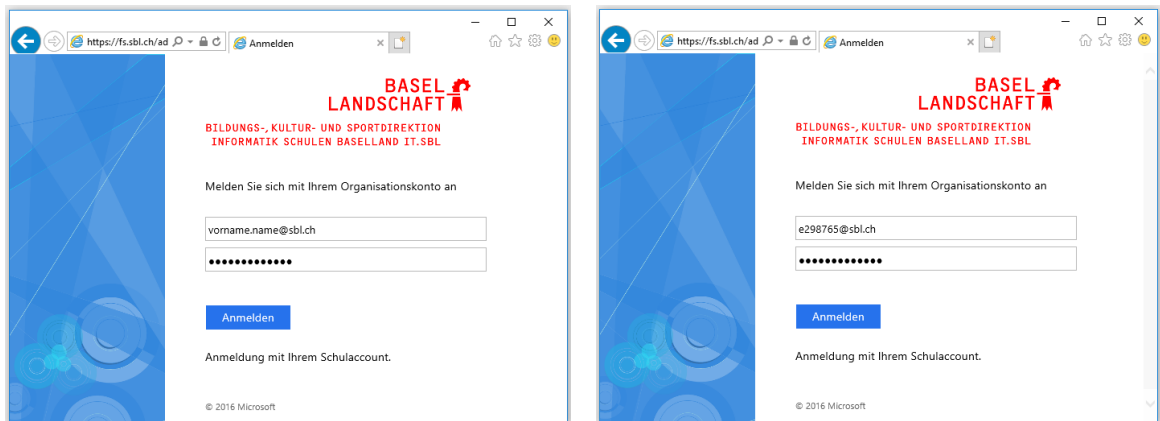 https://fs.sbl.ch/ad
Anmelden
BASEL
LANDSCHAFT
BILDUNGS-, KULTUR- UND SPORTDIREKTION
INFORMATIK SCHULEN BASELLAND IT.SBL
Melden Sie sich mit Ihrem Organisationskonto an
vorname.name@sbl.ch
●●●●●●●●●●●●●
Anmelden
Anmeldung mit Ihrem Schulaccount.
© 2016 Microsoft
https://fs.sbl.ch/ad
Anmelden
BASEL
LANDSCHAFT
BILDUNGS-, KULTUR- UND SPORTDIREKTION
INFORMATIK SCHULEN BASELLAND IT.SBL
Melden Sie sich mit Ihrem Organisationskonto an
e298765@sbl.ch
●●●●●●●●●●●●●
Anmelden
Anmeldung mit Ihrem Schulaccount.
© 2016 Microsoft